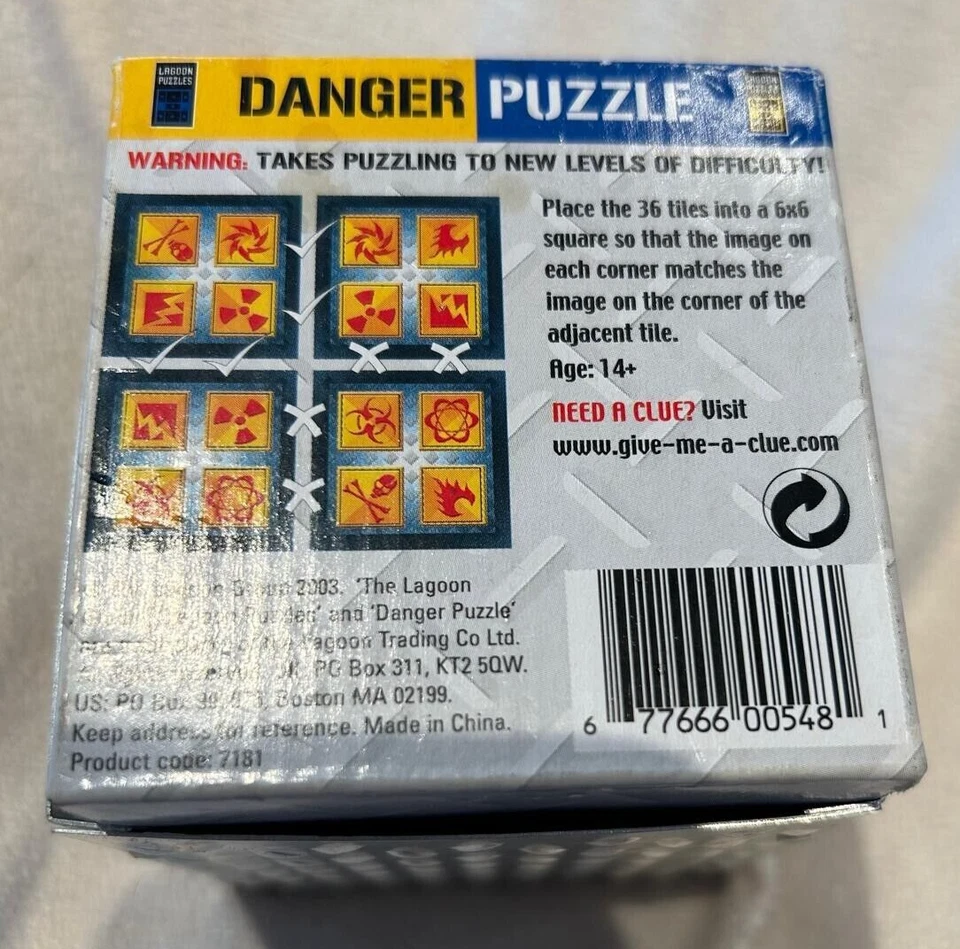 LAGOON
PUZZLES
DANGER PUZZLE
LAGOON
PUZZLES
WARNING: TAKES PUZZLING TO NEW LEVELS OF DIFFICULTY!
Place the 36 tiles into a 6x6
square so that the image on
each corner matches the
image on the corner of the
adjacent tile.
Age: 14+
NEED A CLUE? Visit
www.give-me-a-clue.com
2003. 'The Lagoon
and 'Danger Puzzle'
Lagoon Trading Co Ltd.
PO Box 311, KT2 5QW.
US: PO Box Boston MA 02199.
Keep address for reference. Made in China.
Product code: 7181
6 77666 00548 1